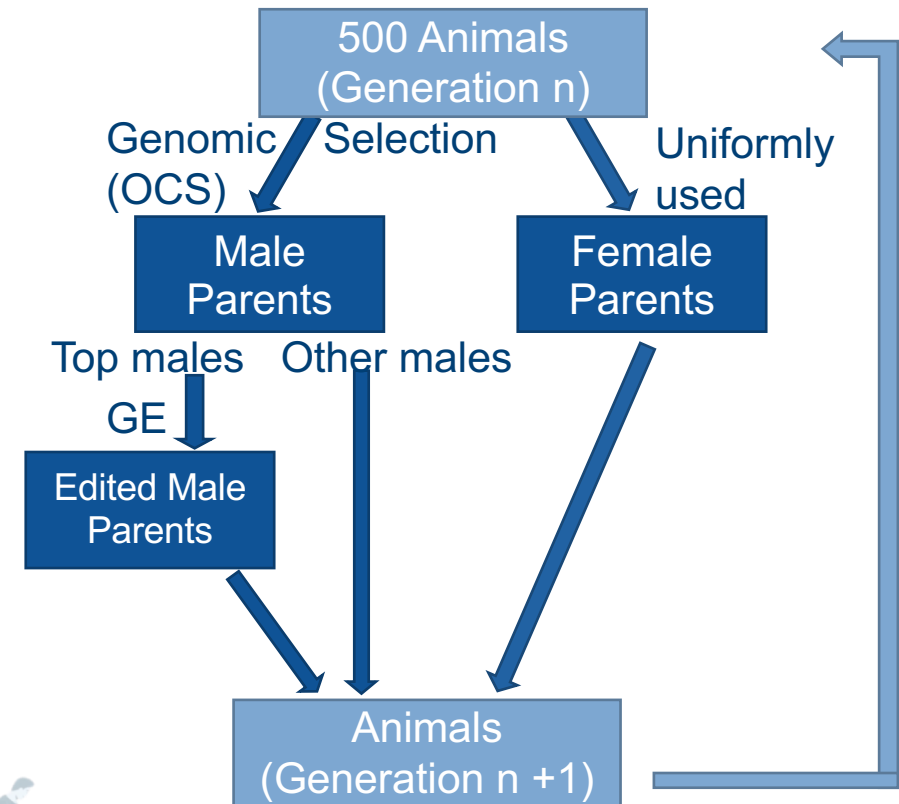 500 Animals
(Generation n)
Genomic Selection
(OCS)
Uniformly
used
Male
Parents
Female
Parents
Top males
Other males
GE
Edited Male
Parents
Animals
(Generation n +1)